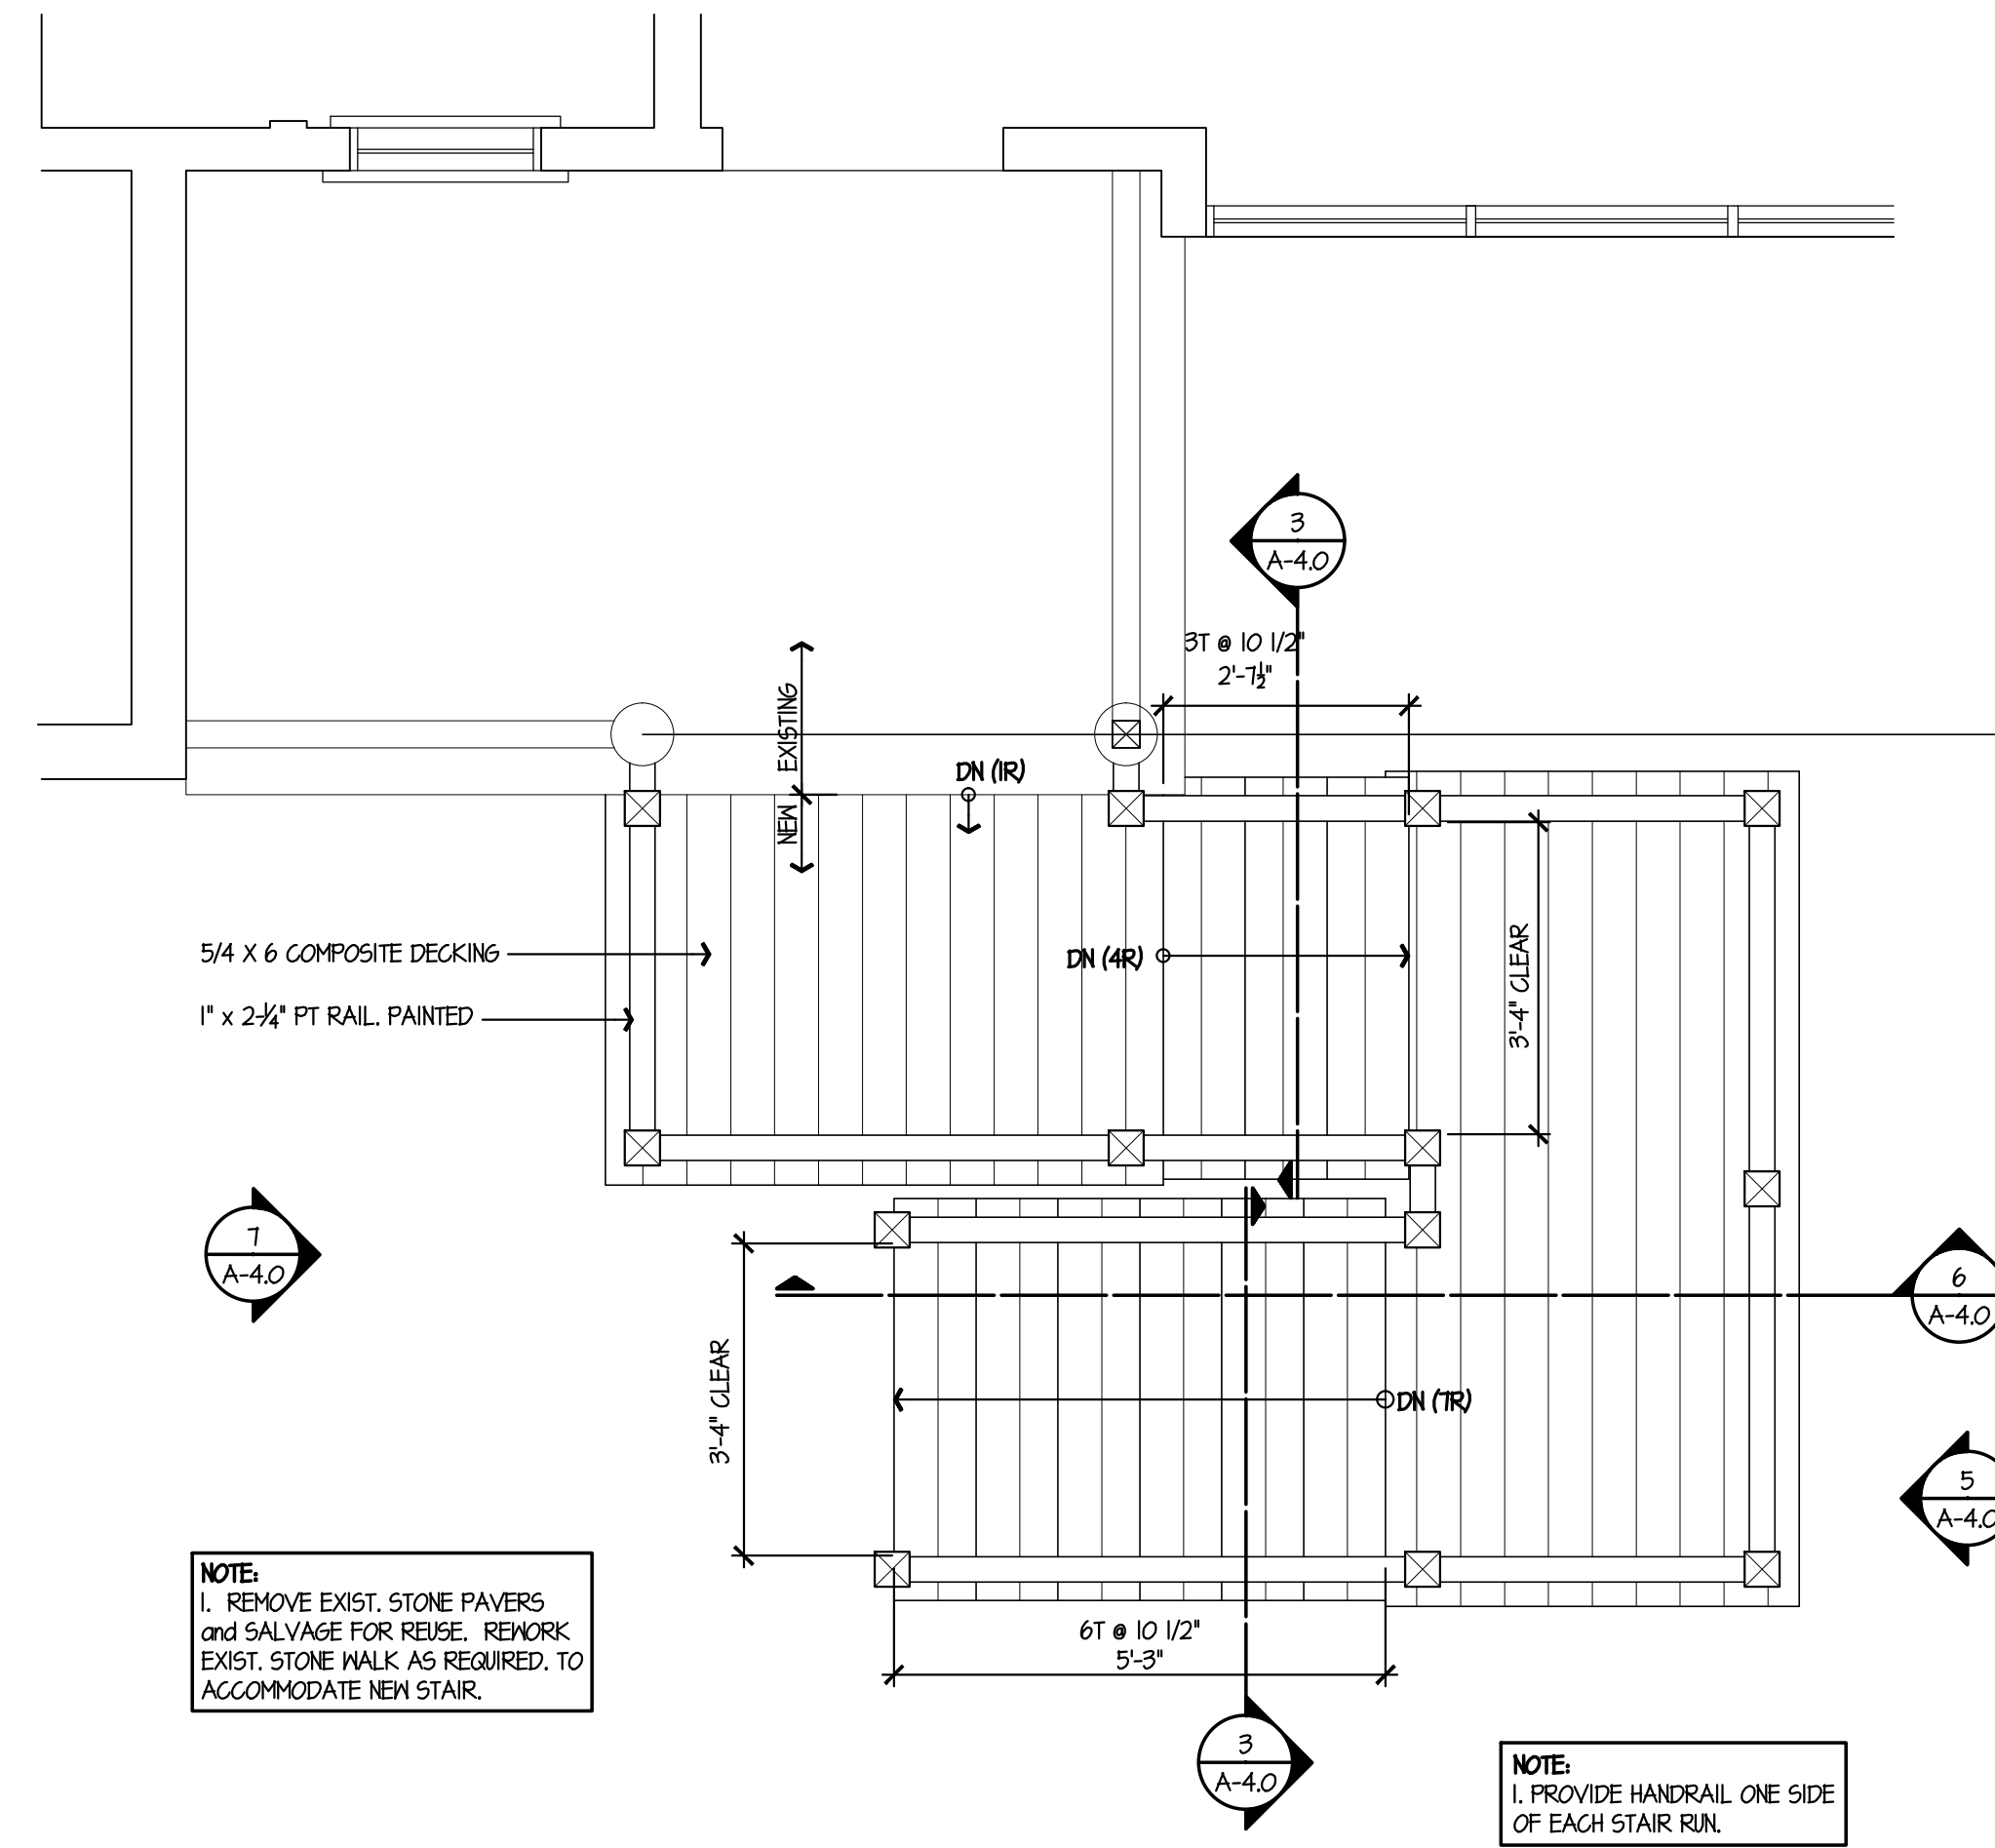 3
A-4.0
3T @ 10 1/2"
2'-7½"
EXISTING
NEW
DN (1R)
5/4 X 6 COMPOSITE DECKING
DN (4R)
3'-4" CLEAR
1" x 2-¼" PT RAIL. PAINTED
7
A-4.0
6
A-4.0
3'-4" CLEAR
DN (7R)
5
A-4.0
NOTE:
1. REMOVE EXIST. STONE PAVERS
and SALVAGE FOR REUSE. REWORK
EXIST. STONE WALK AS REQUIRED. TO
ACCOMMODATE NEW STAIR.
6T @ 10 1/2"
5'-3"
3
A-4.0
NOTE:
1. PROVIDE HANDRAIL ONE SIDE
OF EACH STAIR RUN.